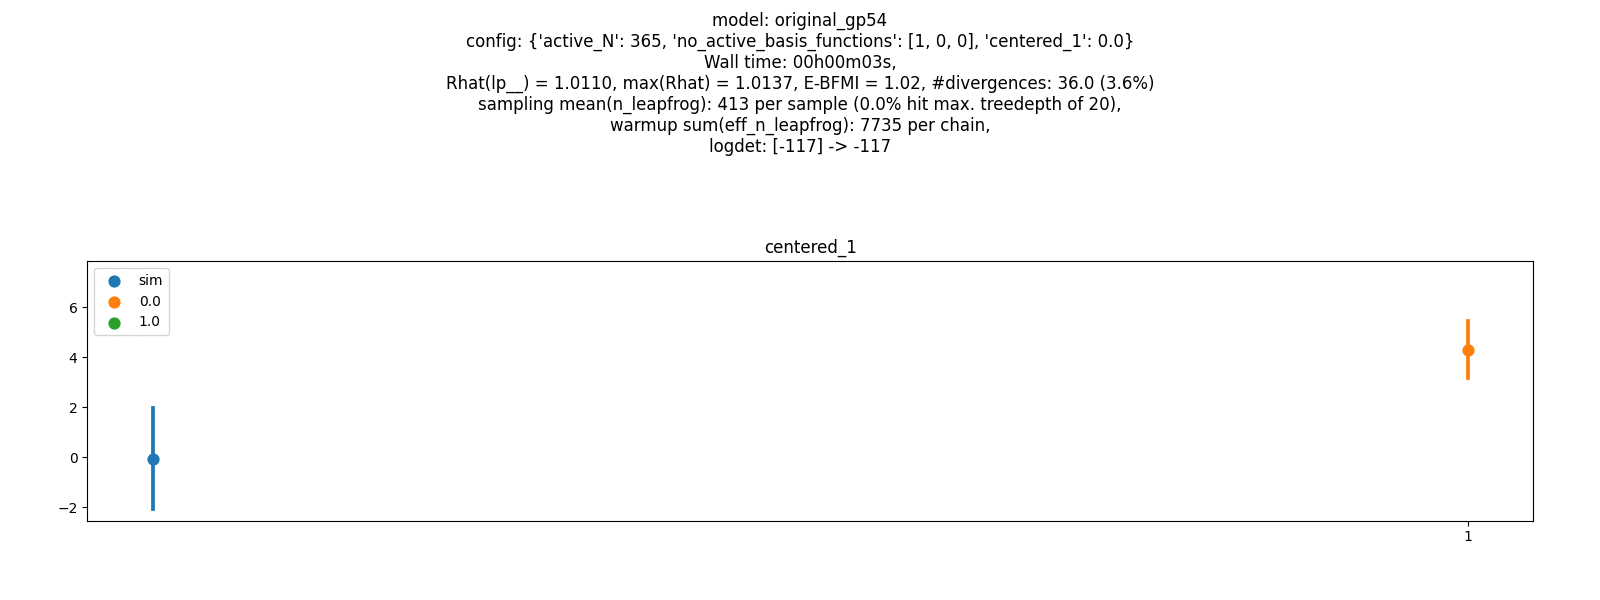 model: original_gp54
config: {'active_N': 365, 'no_active_basis_functions': [1, 0, 0], 'centered_1': 0.0}
Wall time: 00h00m03s,
Rhat(lp__) = 1.0110, max(Rhat) = 1.0137, E-BFMI = 1.02, #divergences: 36.0 (3.6%)
sampling mean(n_leapfrog): 413 per sample (0.0% hit max. treedepth of 20),
warmup sum(eff_n_leapfrog): 7735 per chain,
logdet: [-117] -> -117
centered_1
sim
0.0
1.0
6
4
2
0
−2
1